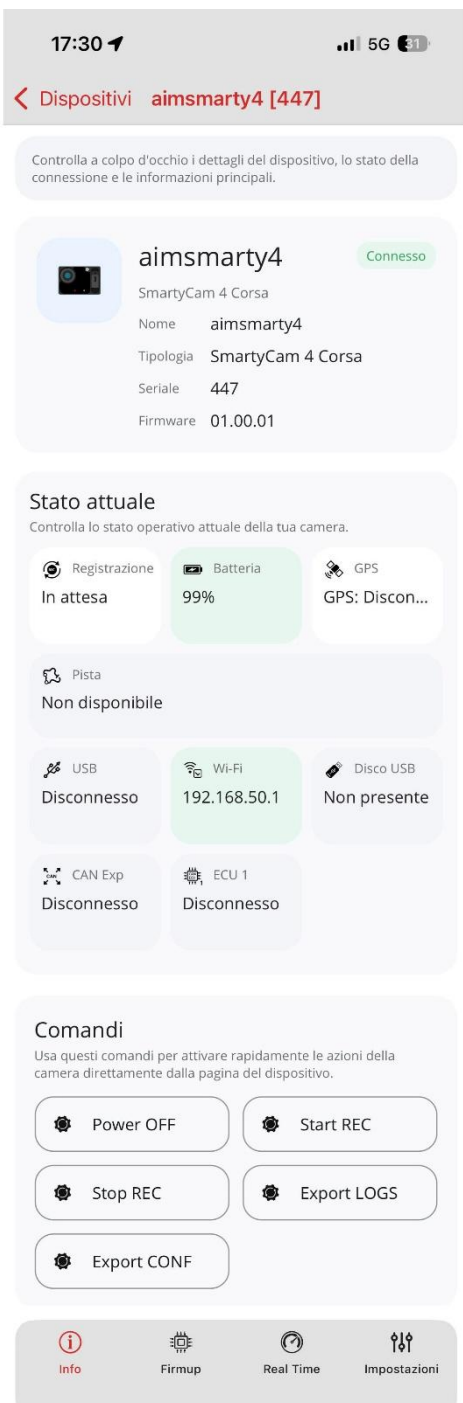 17:30
5G 31
Dispositivi aimsmarty4 [447]
Controlla a colpo d'occhio i dettagli del dispositivo, lo stato della
connessione e le informazioni principali.
aimsmarty4
Connesso
SmartyCam 4 Corsa
Nome aimsmarty4
Tipologia SmartyCam 4 Corsa
Seriale 447
Firmware 01.00.01
Stato attuale
Controlla lo stato operativo attuale della tua camera.
Registrazione
In attesa
Batteria
99%
GPS
GPS: Discon...
Pista
Non disponibile
USB
Disconnesso
Wi-Fi
192.168.50.1
Disco USB
Non presente
CAN Exp
Disconnesso
ECU 1
Disconnesso
Comandi
Usa questi comandi per attivare rapidamente le azioni della
camera direttamente dalla pagina del dispositivo.
Power OFF
Start REC
Stop REC
Export LOGS
Export CONF
Info
Firmup
Real Time
Impostazioni